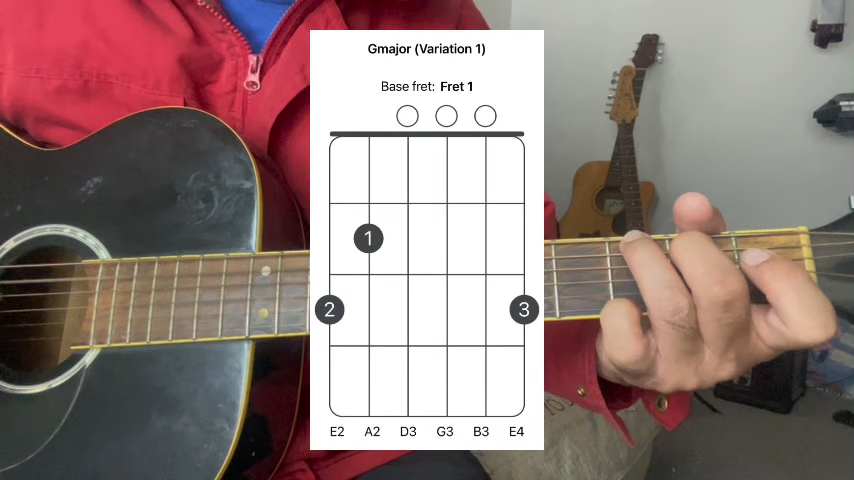 Gmajor (Variation 1)
Base fret: Fret 1
1
2
3
E2 A2 D3 G3 B3 E4